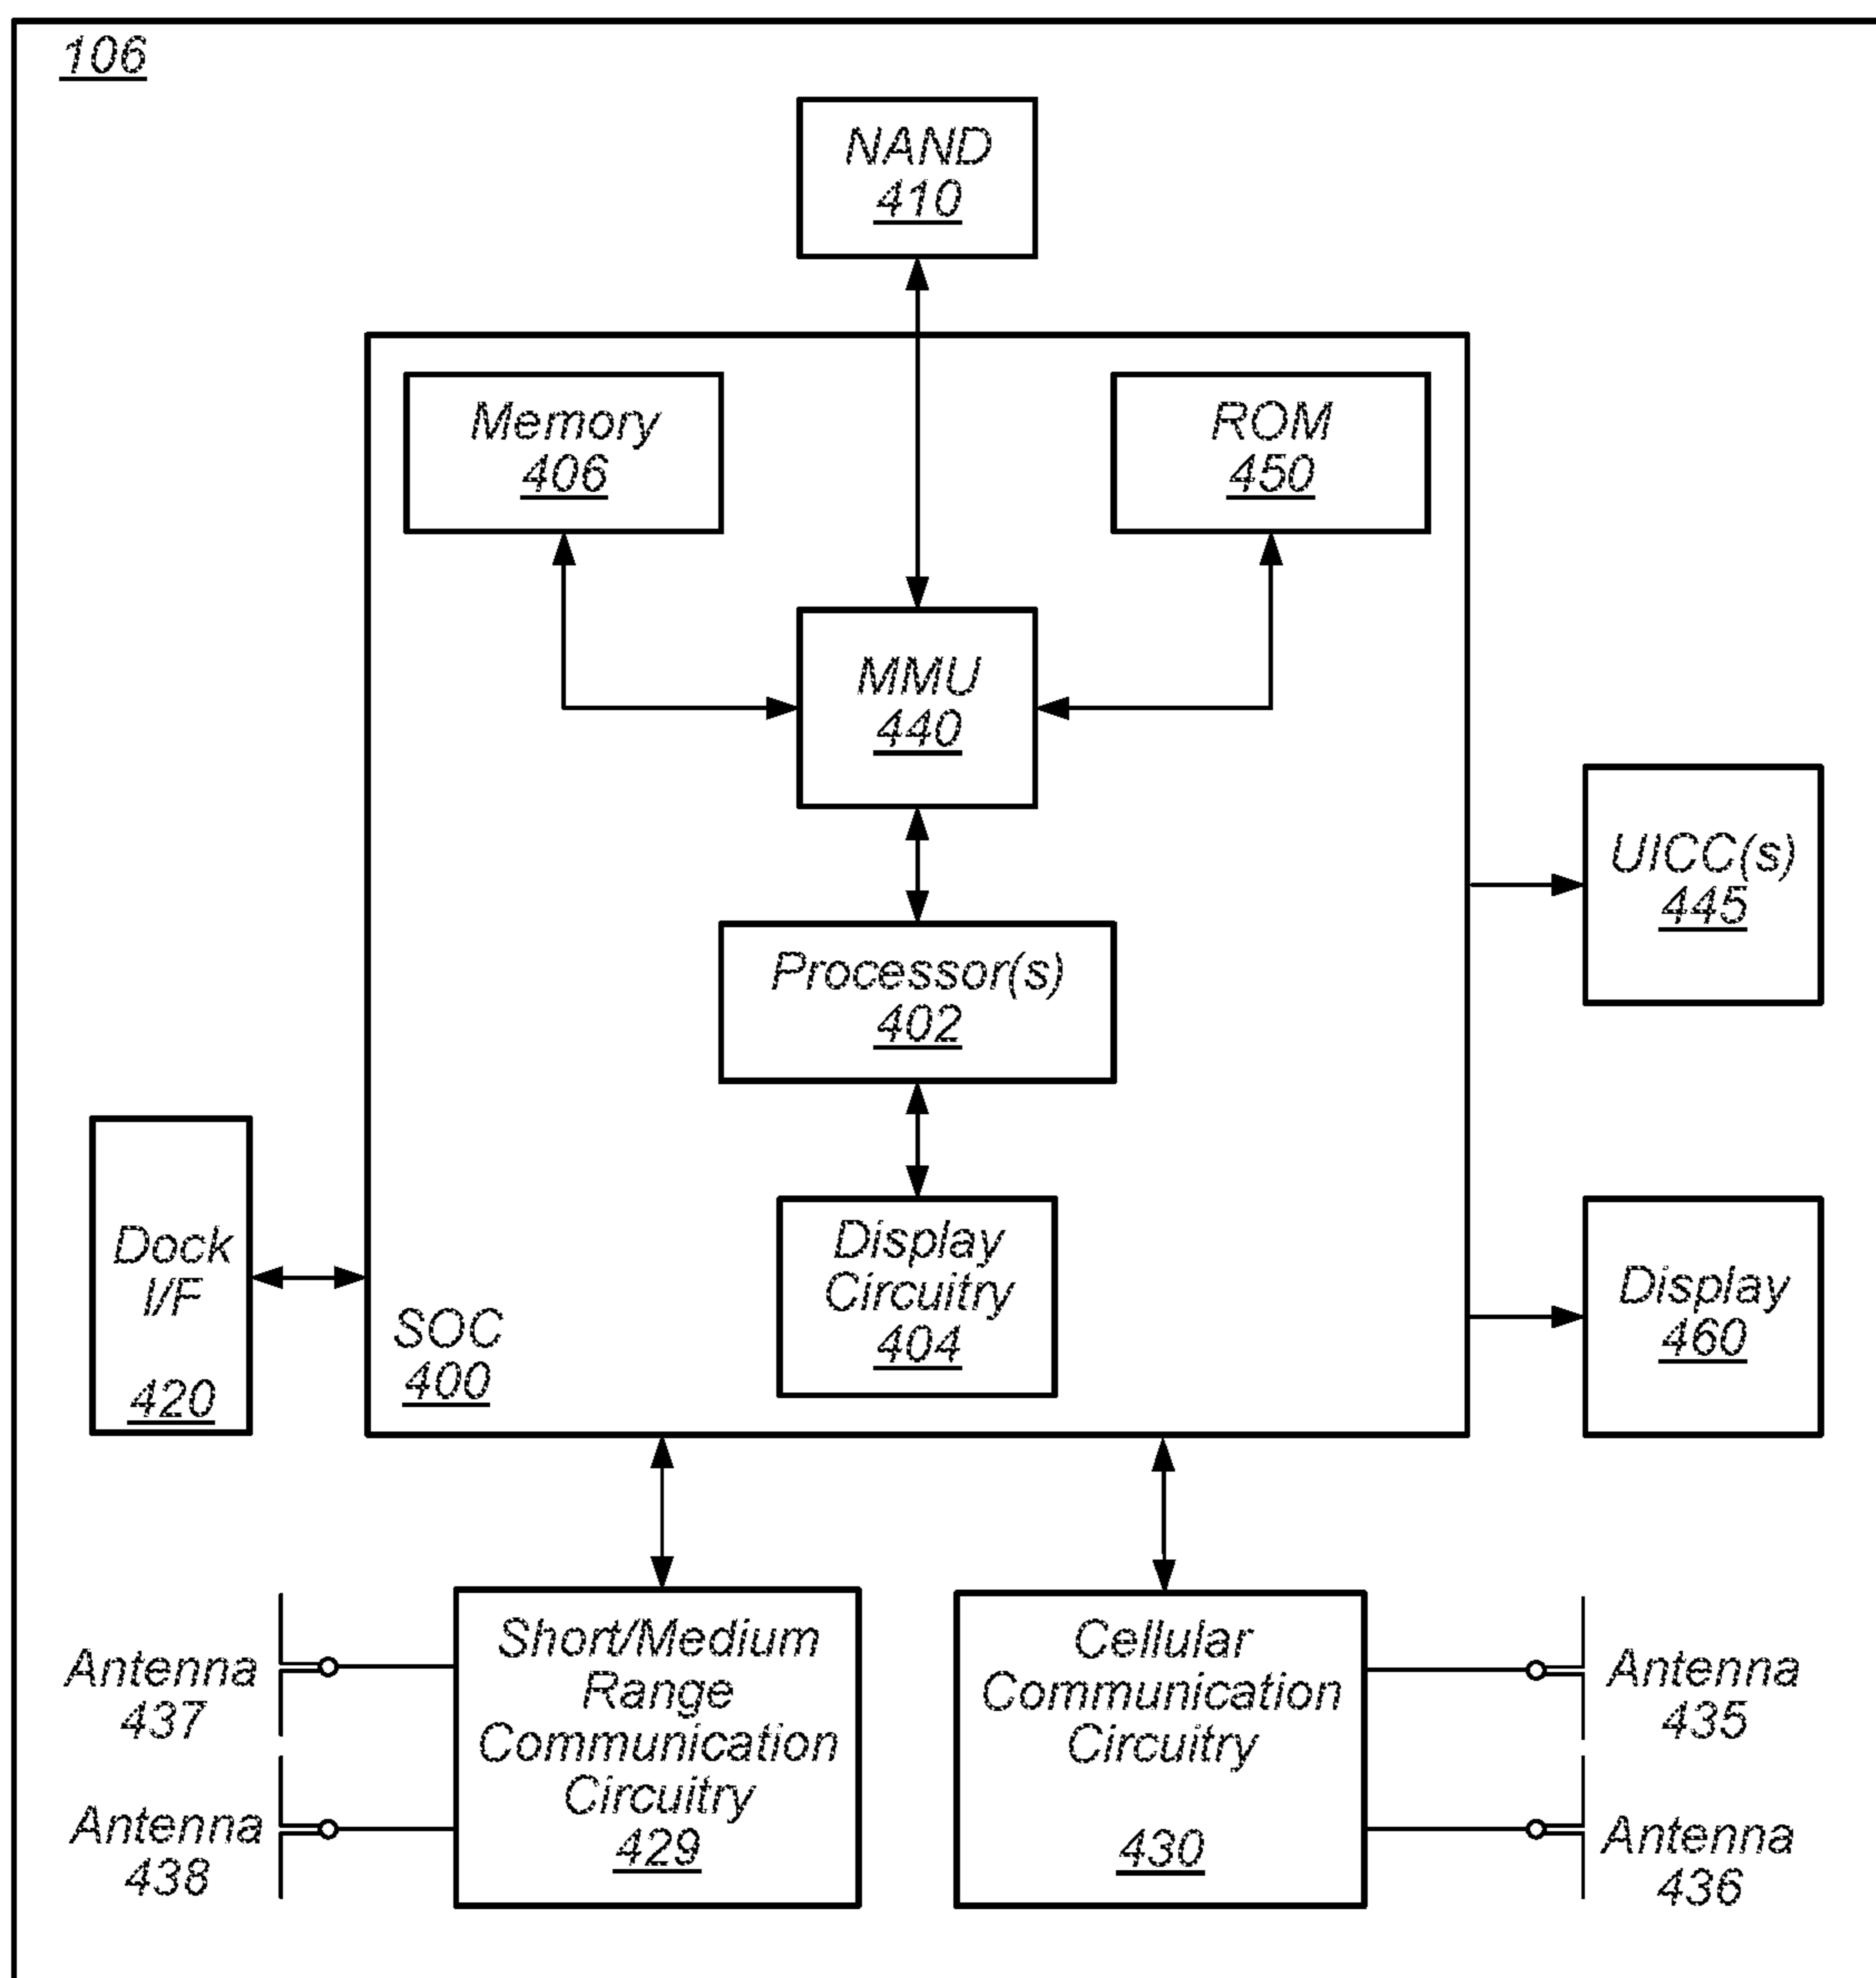 106
NAND
410
Memory
406
ROM
450
MMU
440
UICC(s)
445
Processor(s)
402
Dock
I/F
420
Display
Circuitry
404
SOC
400
Display
460
Short/Medium
Range
Communication
Circuitry
429
Cellular
Communication
Circuitry
430
Antenna
437
Antenna
438
Antenna
435
Antenna
436